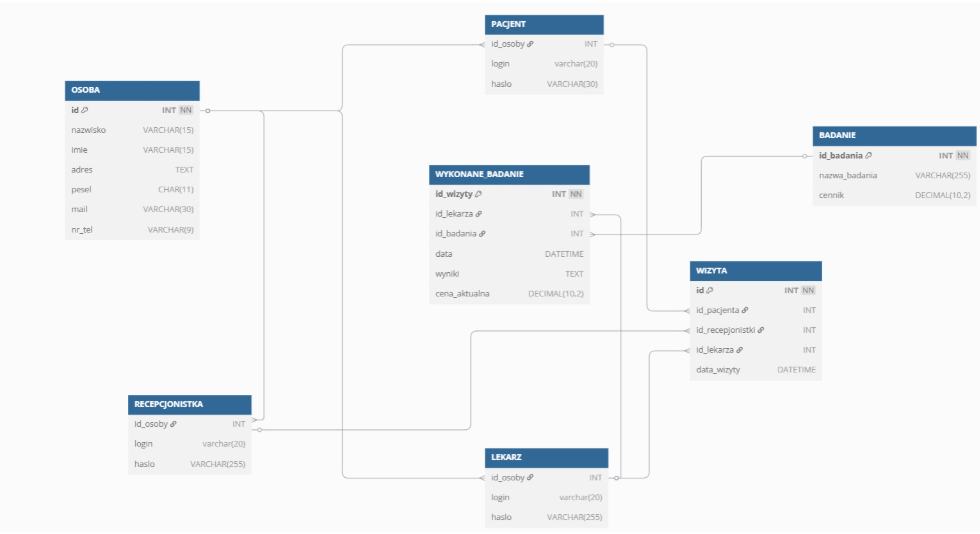 PACJENT
id_osoby INT
login varchar(20)
haslo VARCHAR(30)
OSOBA
id INT NN
nazwisko VARCHAR(15)
imie VARCHAR(15)
adres TEXT
pesel CHAR(11)
mail VARCHAR(30)
nr_tel VARCHAR(9)
BADANIE
id_badania INT NN
nazwa_badania VARCHAR(255)
cennik DECIMAL(10,2)
WYKONANE_BADANIE
id_wizyty INT NN
id_lekarza INT
id_badania INT
data DATETIME
wyniki TEXT
cena_aktualna DECIMAL(10,2)
WIZYTA
id INT NN
id_pacjenta INT
id_recepjonistki INT
id_lekarza INT
data_wizyty DATETIME
RECEPCJONISTKA
id_osoby INT
login varchar(20)
haslo VARCHAR(255)
LEKARZ
id_osoby INT
login varchar(20)
haslo VARCHAR(255)